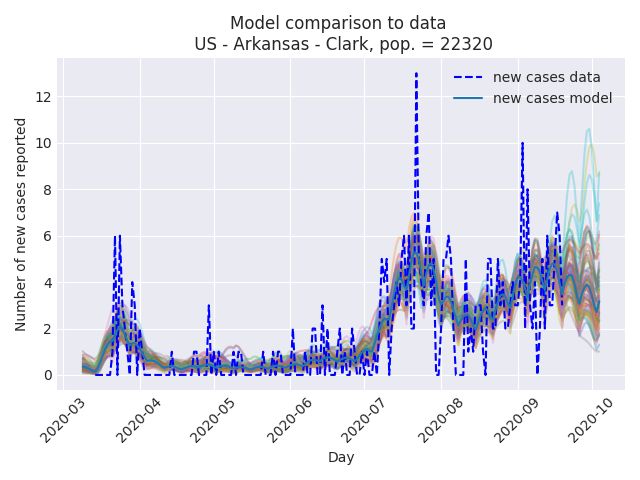 Model comparison to data
US - Arkansas - Clark, pop. = 22320
new cases data
new cases model
Number of new cases reported
12
10
8
6
4
2
0
2020-03
2020-04
2020-05
2020-06
2020-07
2020-08
2020-09
2020-10
Day